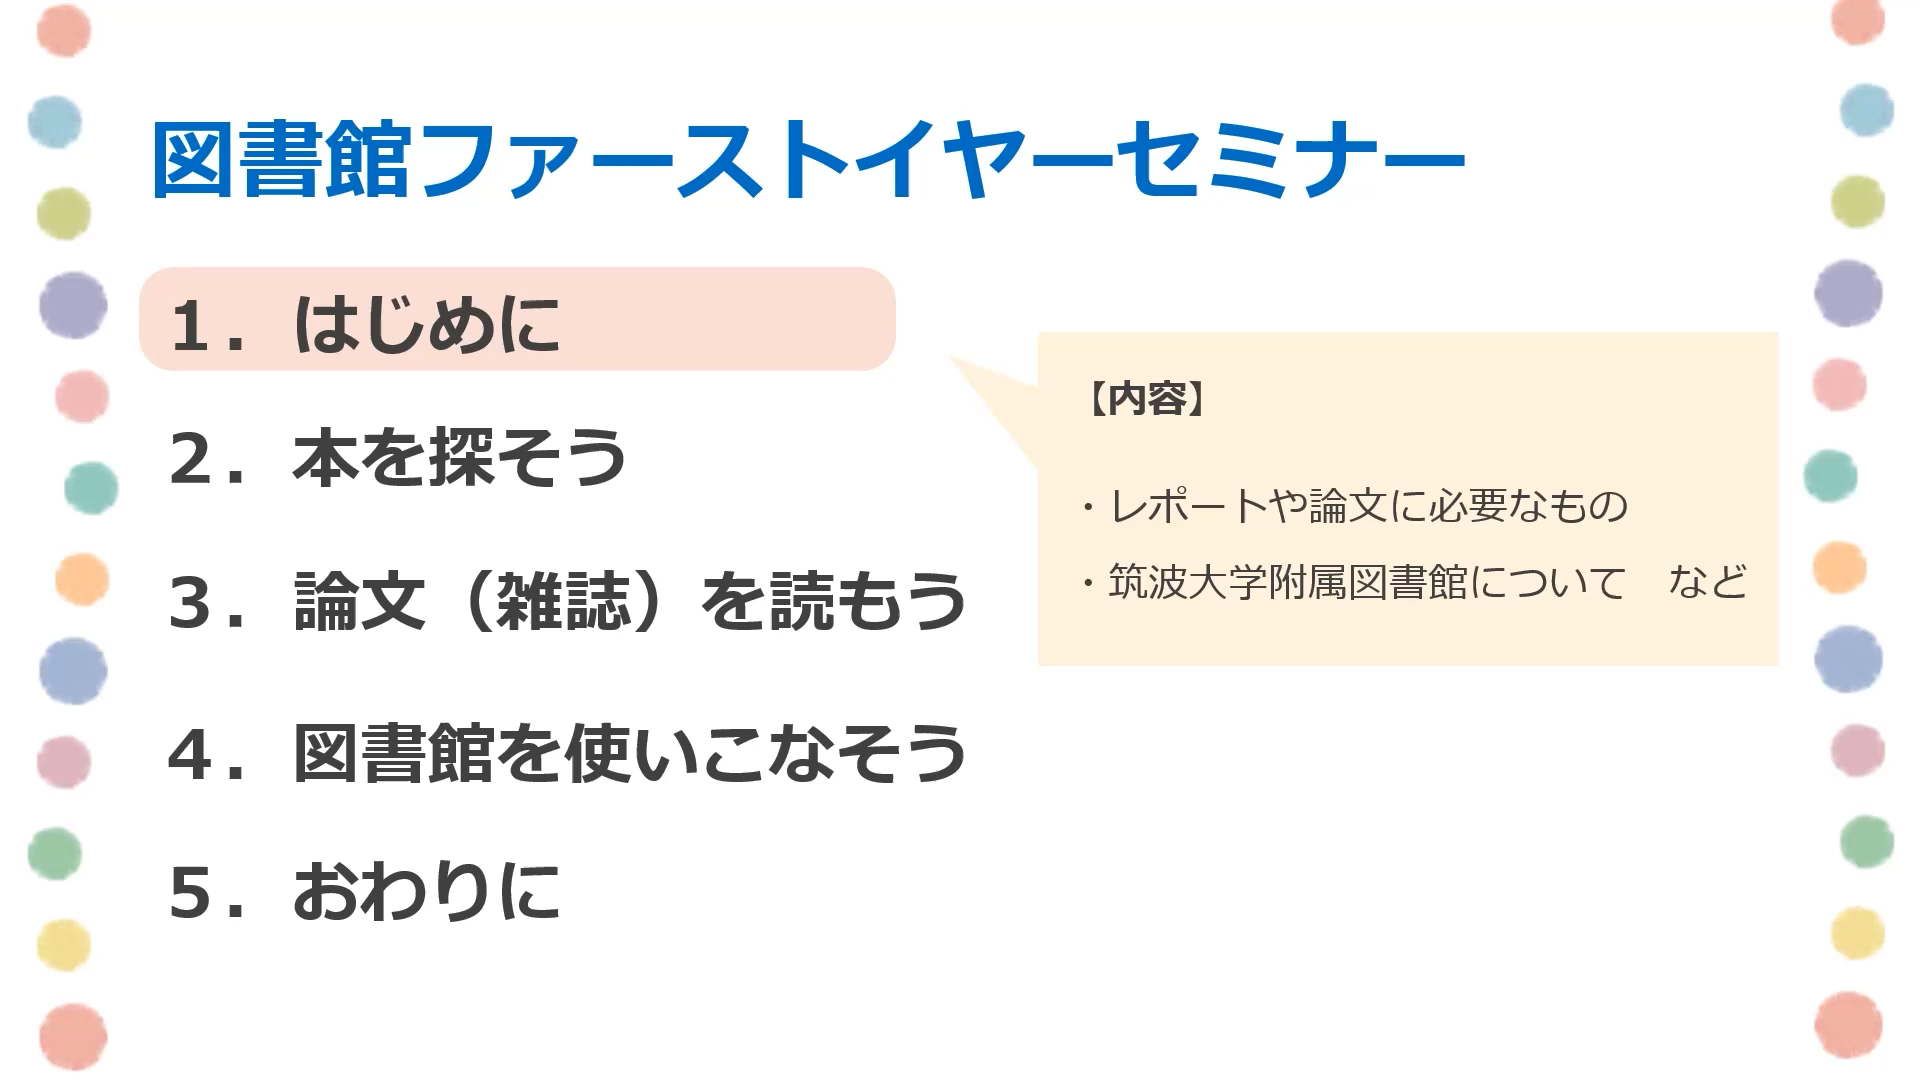 図書館ファーストイヤーセミナー
１．はじめに
２．本を探そう
３．論文（雑誌）を読もう
４．図書館を使いこなそう
５．おわりに
【内容】
・レポートや論文に必要なもの
・筑波大学附属図書館について　など